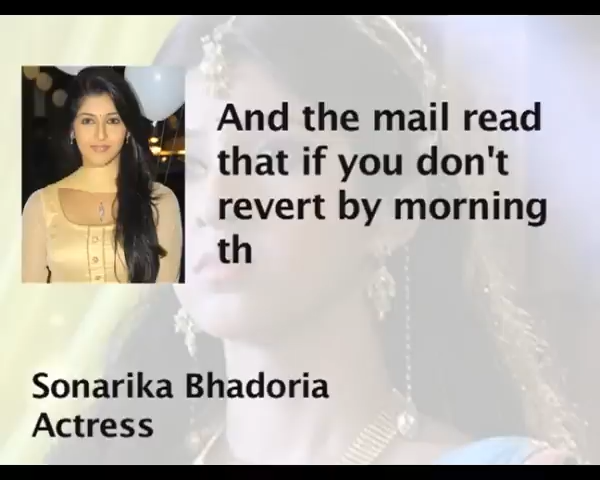 And the mail read
that if you don't
revert by morning
th
Sonarika Bhadoria
Actress